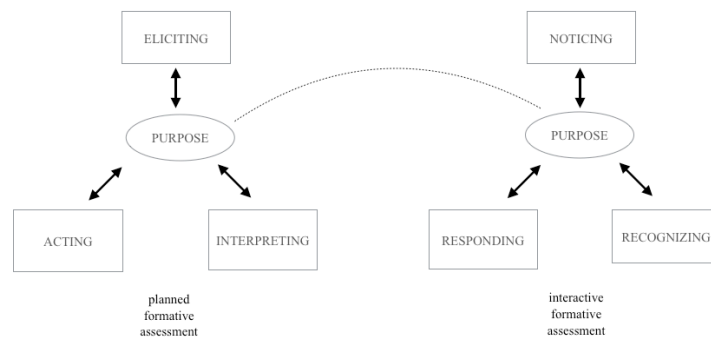 ELICITING
NOTICING
PURPOSE
PURPOSE
ACTING
INTERPRETING
RESPONDING
RECOGNIZING
planned
formative
assessment
interactive
formative
assessment